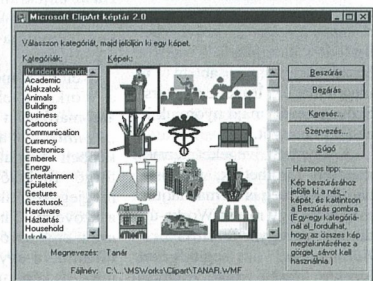 Microsoft ClipArt képtár 2.0
Válasszon kategóriát, majd jelöljön ki egy képet.
Kategóriák:
Képek:
(Minden kategóri
Academic
Alakzatok
Animals
Buildings
Business
Cartoons
Communication
Currency
Electronics
Emberek
Energy
Entertainment
Épületek
Gestures
Gesztusok
Hardware
Háztartás
Household
Iskola
Beszúrás
Bezárás
Keresés...
Szervezés...
Súgó
Hasznos tipp:
Kép beszúrásához
jelölje ki a néz_-
képet, és kattintson
a Beszúrás gombra.
(Egy-egy kategóriá-
nál el_fordulhat,
hogy az összes kép
megtekintéséhez a
görget_sávot kell
használnia.)
Megnevezés: Tanár
Fájlnév: C:\...\MSWorks\Clipart\TANAR.WMF